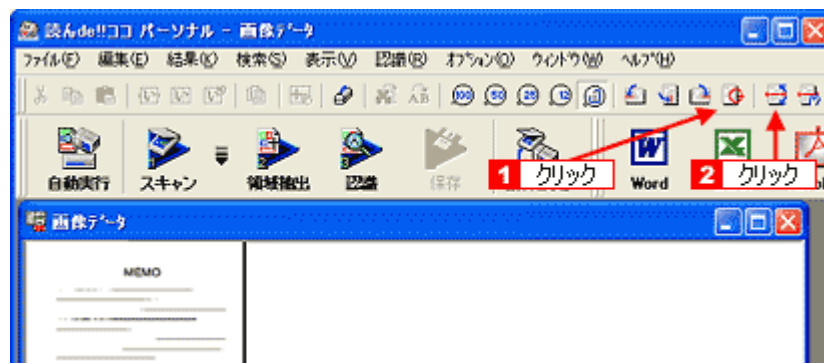 読んde!!ココ パーソナル - 画像データ
ファイル(F) 編集(E) 結果(K) 検索(S) 表示(V) 認識(R) オプション(O) ウィンドウ(W) ヘルプ(H)
100 50 25 12
自動実行 スキャン 領域抽出 認識 保存 Word
1 クリック 2 クリック
画像データ
MEMO